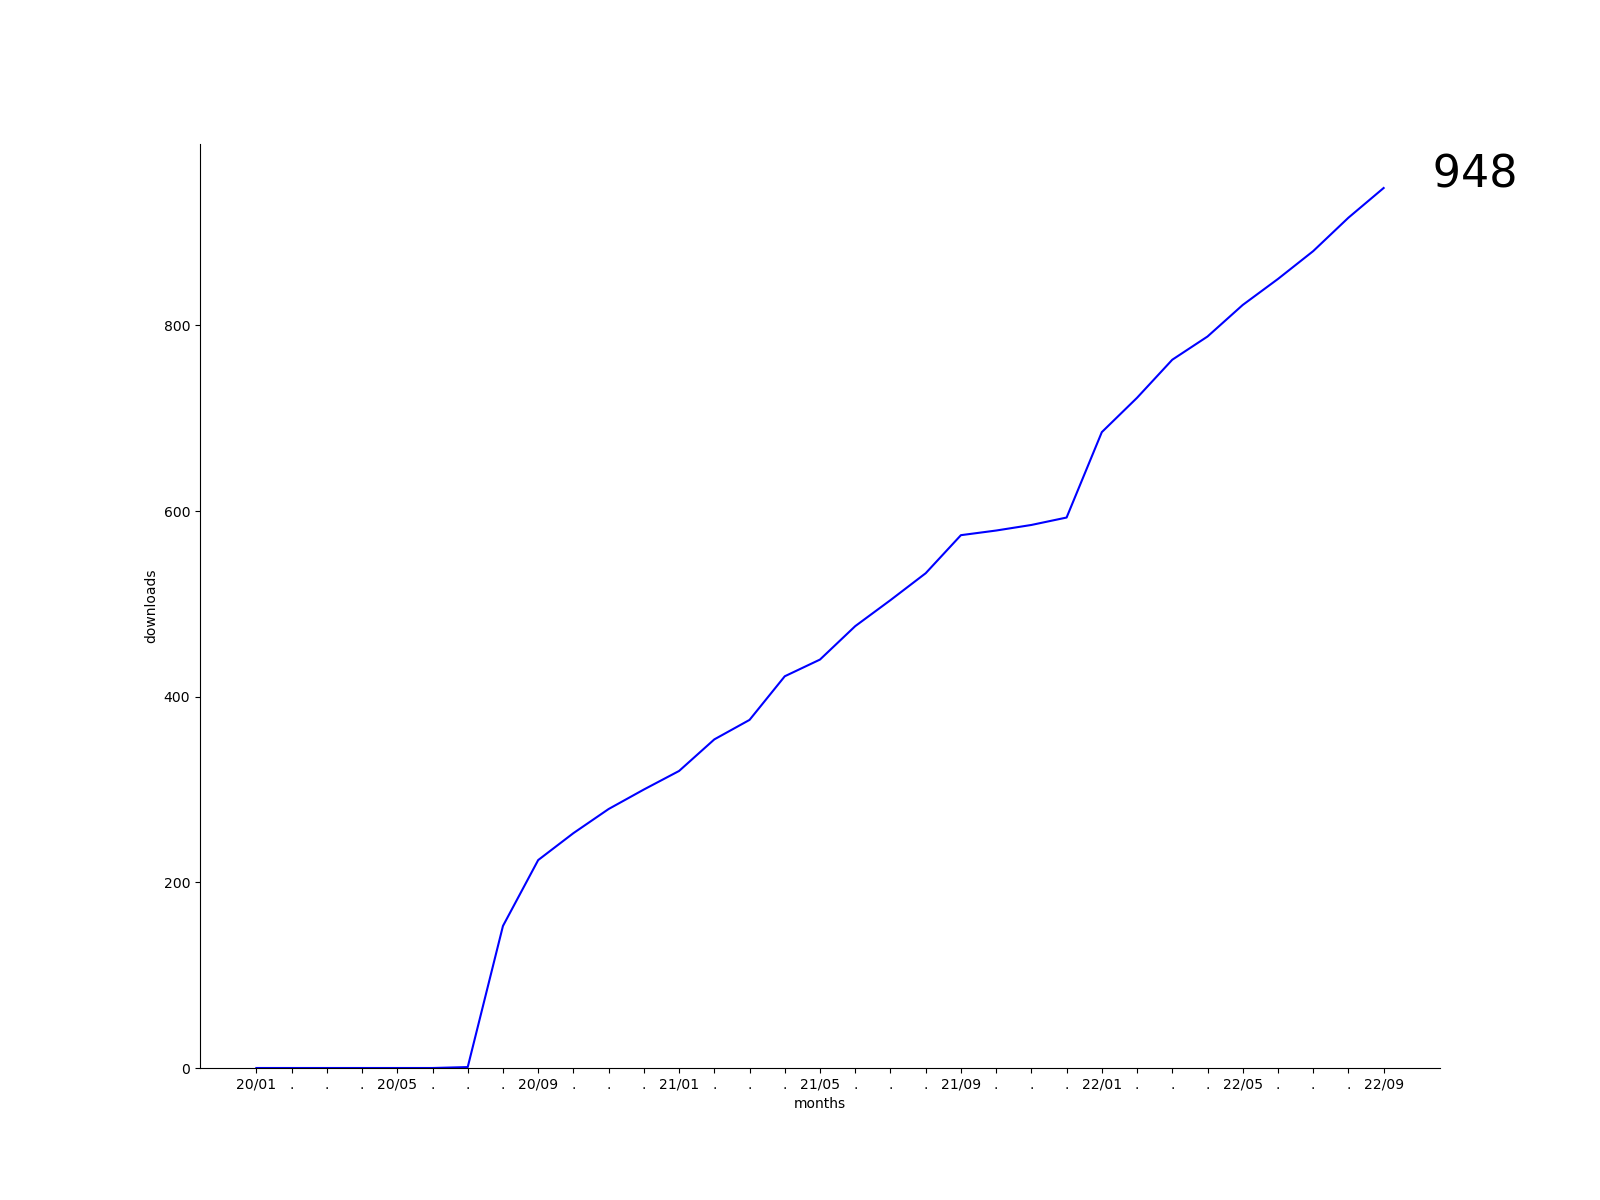 948
800
600
400
200
0
downloads
20/01 . . . 20/05 . . . 20/09 . . . 21/01 . . . 21/05 . . . 21/09 . . . 22/01 . . . 22/05 . . . 22/09
months